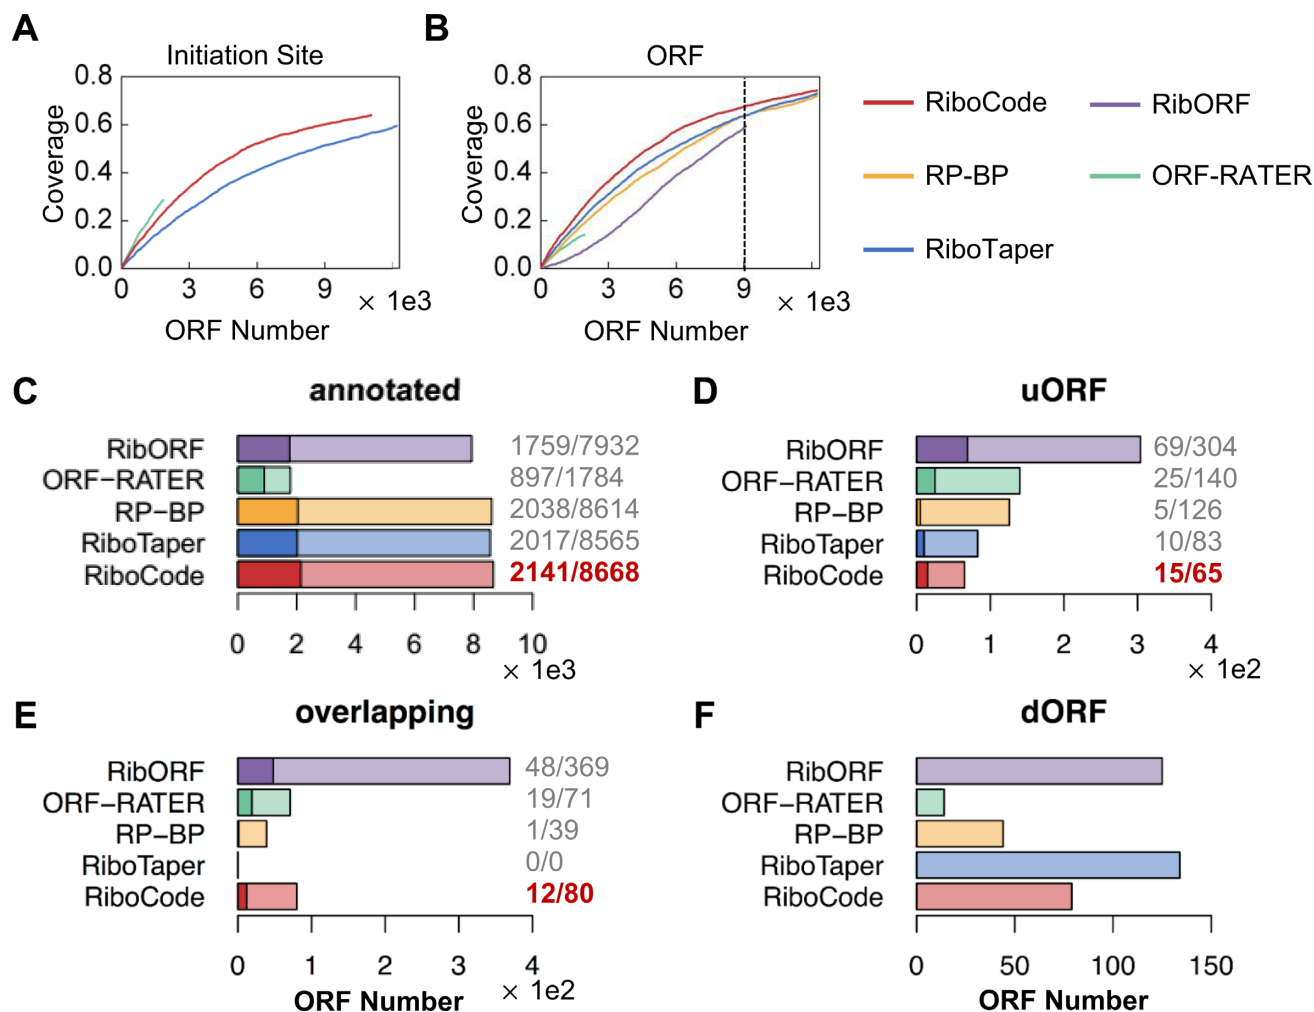 A
B
Initiation Site
ORF
Coverage
0.8
0.6
0.4
0.2
0.0
0 3 6 9
× 1e3
ORF Number
Coverage
0.8
0.6
0.4
0.2
0.0
0 3 6 9
× 1e3
ORF Number
RiboCode
RP-BP
RiboTaper
RibORF
ORF-RATER
C
annotated
RibORF 1759/7932
ORF−RATER 897/1784
RP−BP 2038/8614
RiboTaper 2017/8565
RiboCode 2141/8668
0 2 4 6 8 10
× 1e3
D
uORF
RibORF 69/304
ORF−RATER 25/140
RP−BP 5/126
RiboTaper 10/83
RiboCode 15/65
0 1 2 3 4
× 1e2
E
overlapping
RibORF 48/369
ORF−RATER 19/71
RP−BP 1/39
RiboTaper 0/0
RiboCode 12/80
0 1 2 3 4
ORF Number × 1e2
F
dORF
RibORF
ORF−RATER
RP−BP
RiboTaper
RiboCode
0 50 100 150
ORF Number